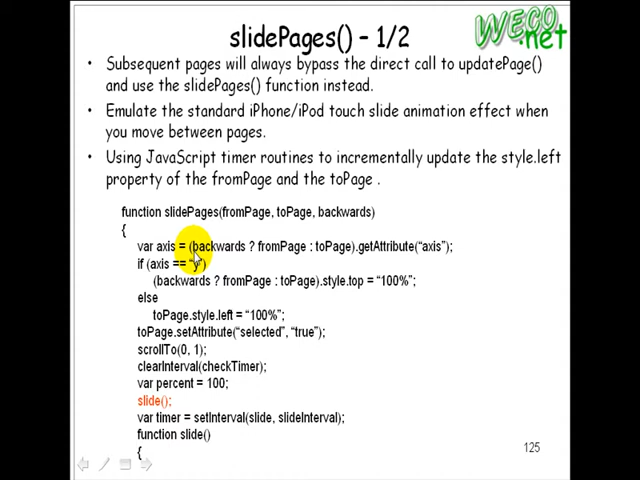 slidePages() – 1/2
WECO
.net
• Subsequent pages will always bypass the direct call to updatePage()
and use the slidePages() function instead.
• Emulate the standard iPhone/iPod touch slide animation effect when
you move between pages.
• Using JavaScript timer routines to incrementally update the style.left
property of the fromPage and the toPage .
function slidePages(fromPage, toPage, backwards)
{
var axis = (backwards ? fromPage : toPage).getAttribute(“axis”);
if (axis == “y”)
(backwards ? fromPage : toPage).style.top = “100%”;
else
toPage.style.left = “100%”;
toPage.setAttribute(“selected”, “true”);
scrollTo(0, 1);
clearInterval(checkTimer);
var percent = 100;
slide();
var timer = setInterval(slide, slideInterval);
function slide()
{
125